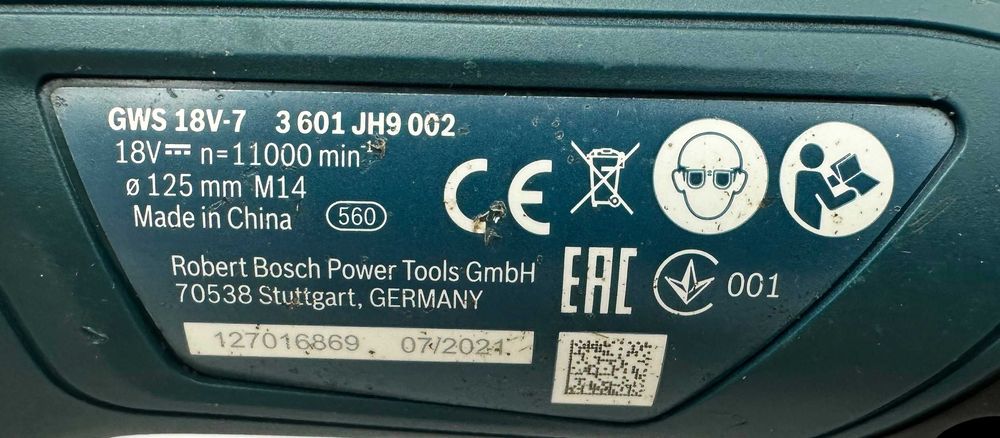 GWS 18V-7 3 601 JH9 002
18V⎓ n=11000 min⁻¹
ø 125 mm M14
Made in China 560
CE
Robert Bosch Power Tools GmbH
70538 Stuttgart, GERMANY
EAC 001
127016869 07/2021